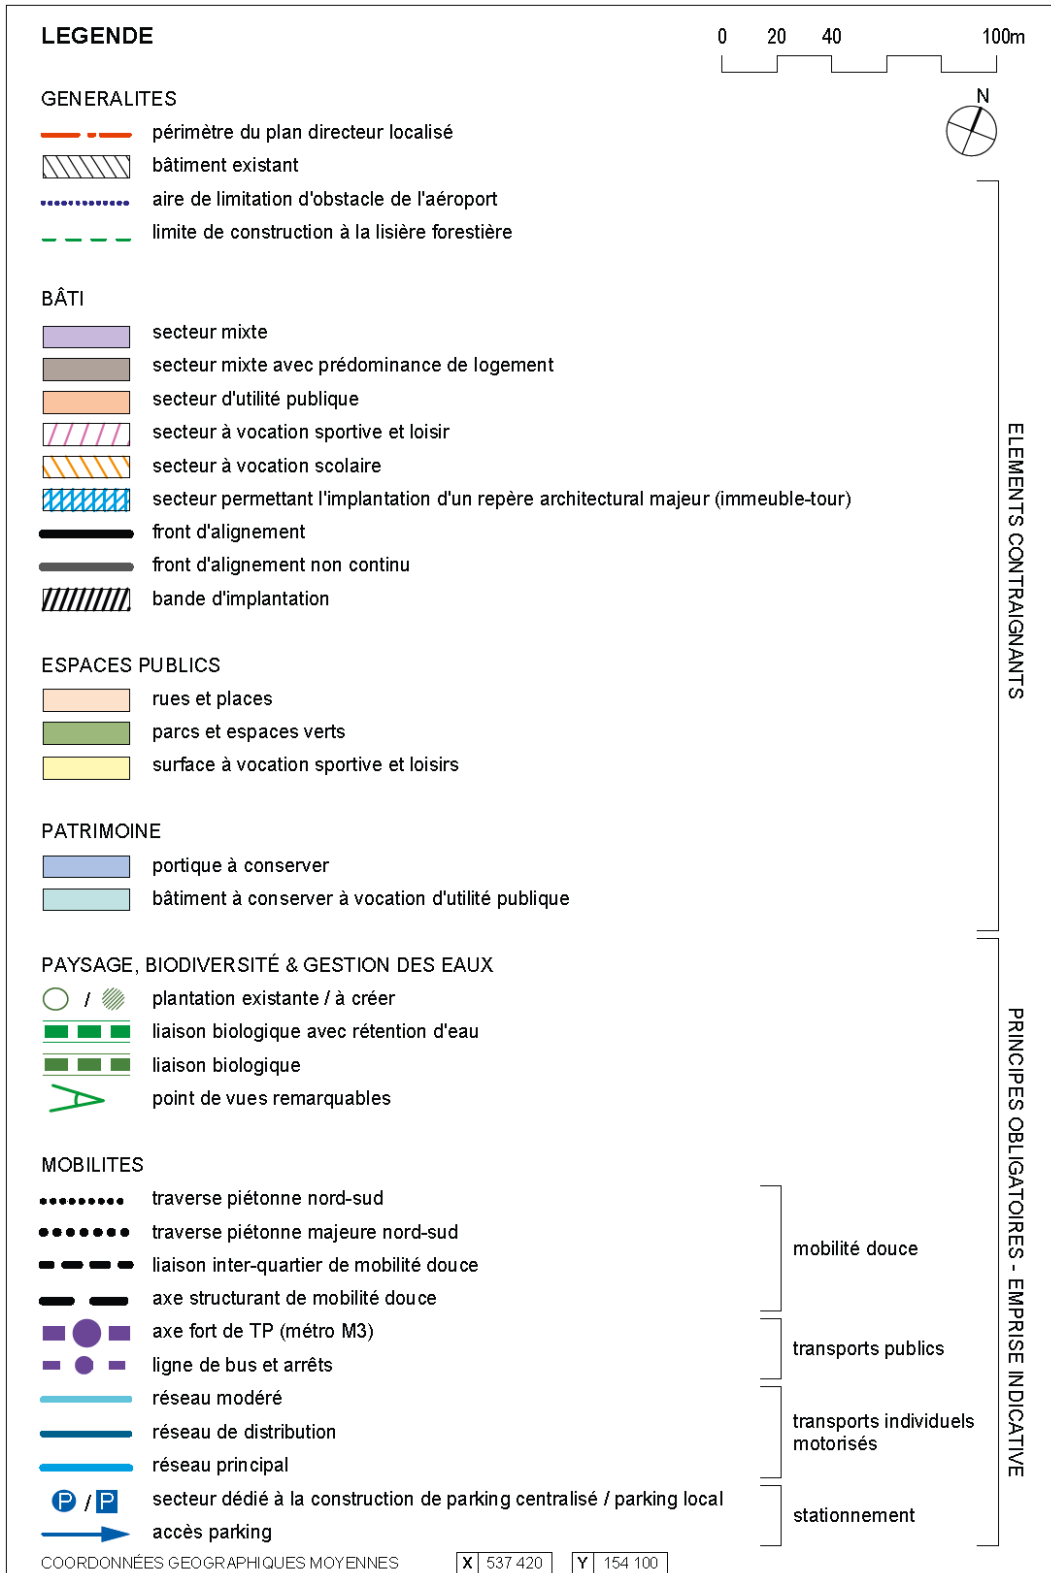 LEGENDE
0 20 40 100m
N
GENERALITES
périmètre du plan directeur localisé
bâtiment existant
aire de limitation d'obstacle de l'aéroport
limite de construction à la lisière forestière
BÂTI
secteur mixte
secteur mixte avec prédominance de logement
secteur d'utilité publique
secteur à vocation sportive et loisir
secteur à vocation scolaire
secteur permettant l'implantation d'un repère architectural majeur (immeuble-tour)
front d'alignement
front d'alignement non continu
bande d'implantation
ESPACES PUBLICS
rues et places
parcs et espaces verts
surface à vocation sportive et loisirs
PATRIMOINE
portique à conserver
bâtiment à conserver à vocation d'utilité publique
ELEMENTS CONTRAIGNANTS
PAYSAGE, BIODIVERSITÉ & GESTION DES EAUX
/ plantation existante / à créer
liaison biologique avec rétention d'eau
liaison biologique
point de vues remarquables
MOBILITES
traverse piétonne nord-sud
traverse piétonne majeure nord-sud
liaison inter-quartier de mobilité douce
axe structurant de mobilité douce
mobilité douce
axe fort de TP (métro M3)
ligne de bus et arrêts
transports publics
réseau modéré
réseau de distribution
réseau principal
transports individuels
motorisés
P / P secteur dédié à la construction de parking centralisé / parking local
accès parking
stationnement
PRINCIPES OBLIGATOIRES - EMPRISE INDICATIVE
COORDONNÉES GEOGRAPHIQUES MOYENNES X 537 420 Y 154 100